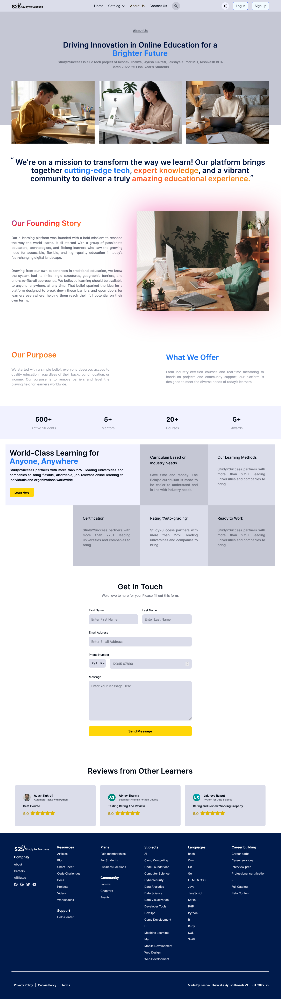 S2S Study to Success
Home Catalog About Us Contact Us
Log in Sign up
About Us
Driving Innovation in Online Education for a
Brighter Future
Study2Success is a EdTech project of Keshav Thalwal, Ayush Kukreti, Lakshya Kumar MIT, Rishikesh BCA
Batch 2022-25 Final Year's Students
“ We're on a mission to transform the way we learn! Our platform brings
together cutting-edge tech, expert knowledge, and a vibrant
community to deliver a truly amazing educational experience.”
Our Founding Story
Our e-learning platform was founded with a bold mission: to reshape
the way the world learns. It all started with a group of passionate
educators, technologists, and lifelong learners who saw the growing
need for accessible, flexible, and high-quality education in today's
fast-changing digital landscape.
Drawing from our own experiences in traditional education, we knew
the system had its limits—rigid structures, geographic barriers, and
one-size-fits-all approaches. We believed learning should be available
to anyone, anywhere, at any time. That belief sparked the idea for a
platform designed to break down those barriers and open doors for
learners everywhere, helping them reach their full potential on their
own terms.
Our Purpose
We started with a simple belief: everyone deserves access to
quality education, regardless of their background, location, or
income. Our purpose is to remove barriers and level the
playing field for learners worldwide.
What We Offer
From industry-certified courses and real-time mentoring to
hands-on projects and community support, our platform is
designed to meet the diverse needs of today's learners.
500+
Active Students
5+
Mentors
20+
Courses
5+
Awards
World-Class Learning for
Anyone, Anywhere
Study2Success partners with more than 275+ leading universities and
companies to bring flexible, affordable, job-relevant online learning to
individuals and organizations worldwide.
Learn More
Curriculum Based on
Industry Needs
Save time and money! The
Belajar curriculum is made to
be easier to understand and
in line with industry needs.
Our Learning Methods
Study2Success partners with
more than 275+ leading
universities and companies to
bring
Certification
Study2Success partners with
more than 275+ leading
universities and companies to
bring
Rating "Auto-grading"
Study2Success partners with
more than 275+ leading
universities and companies to
bring
Ready to Work
Study2Success partners with
more than 275+ leading
universities and companies to
bring
Get In Touch
We'd love to here for you, Please fill out this form.
First Name
Enter First Name
Last Name
Enter Last Name
Email Address
Enter Email Address
Phone Number
+91 - I
12345 67890
Message
Enter Your Message Here
Send Message
Reviews from Other Learners
Ayush Kukreti
Automate Tasks with Python
Best Course
5.0
AS
Abhay Sharma
Beginner-Friendly Python Course
Testing Rating And Review
5.0
LR
Lakhsya Rajput
Python for Data Science
Rating and Review Working Properly
5.0
S2S Study to Success
Compnay
About
Careers
Affiliates
Resources
Articles
Blog
Chart Sheet
Code Challenges
Docs
Projects
Videos
Workspaces
Support
Help Center
Plans
Paid memberships
For Students
Business Solutions
Community
Forums
Chapters
Events
Subjects
AI
Cloud Computing
Code Foundations
Computer Science
Cybersecurity
Data Analytics
Data Science
Data Visualization
Developer Tools
DevOps
Game Development
IT
Machine Learning
Math
Mobile Development
Web Design
Web Development
Languages
Bash
C++
C#
Go
HTML & CSS
Java
JavaScript
Kotlin
PHP
Python
R
Ruby
SQL
Swift
Career building
Career paths
Career services
Interview prep
Professional certification
-
Full Catalog
Beta Content
Privacy Policy Cookie Policy Terms
Made By Keshav Thalwal & Ayush Kukreti MIT BCA 2022-25